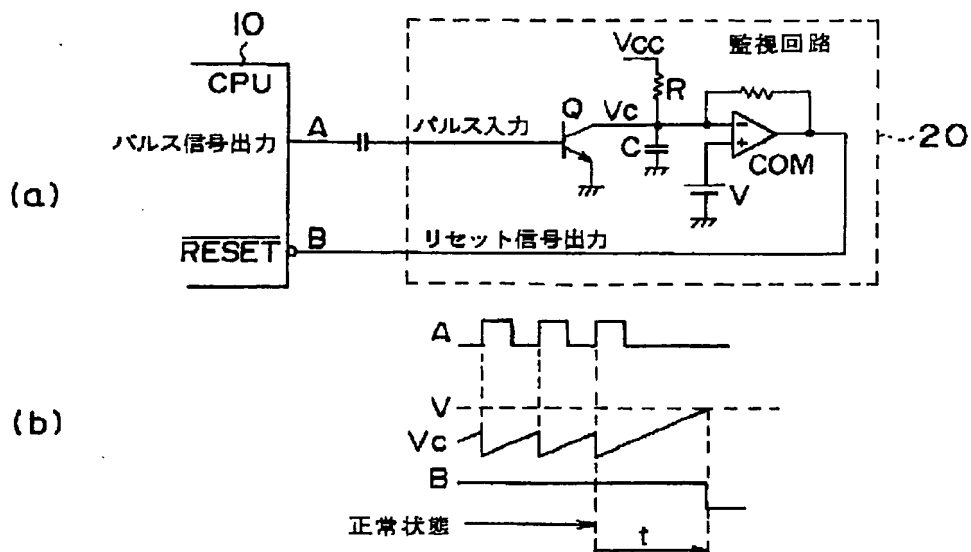 10
CPU
パルス信号出力
A
RESET
B
(a)
パルス入力
Q
VCC
監視回路
R
Vc
C
-
+
COM
V
20
リセット信号出力
A
(b)
V
Vc
B
正常状態
t